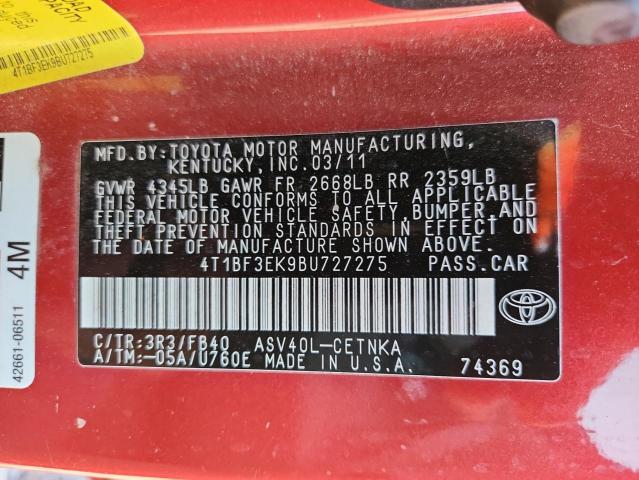 OAD
CAPACITY
4T1BF3EK9BU727275
4M
42661-06511
MFD.BY:TOYOTA MOTOR MANUFACTURING,
KENTUCKY,INC.03/11
GVWR 4345LB GAWR FR 2668LB RR 2359LB
THIS VEHICLE CONFORMS TO ALL APPLICABLE
FEDERAL MOTOR VEHICLE SAFETY,BUMPER,AND
THEFT PREVENTION STANDARDS IN EFFECT ON
THE DATE OF MANUFACTURE SHOWN ABOVE.
4T1BF3EK9BU727275 PASS.CAR
C/TR:3R3/FB40 ASV40L-CETNKA
A/TM:-05A/U760E MADE IN U.S.A.
74369